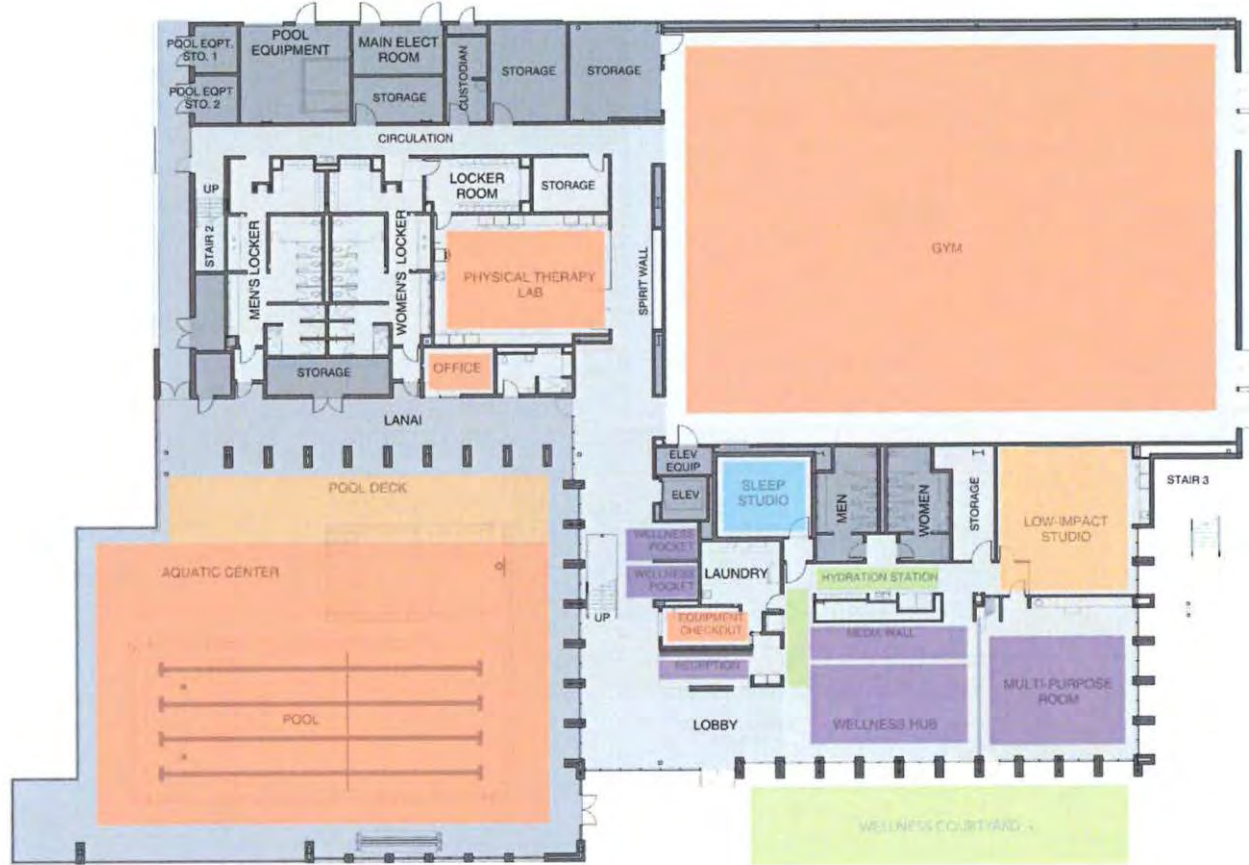 POOL EQPT.
STO. 1
POOL
EQUIPMENT
MAIN ELECT
ROOM
CUSTODIAN
STORAGE
STORAGE
POOL EQPT
STO. 2
STORAGE
CIRCULATION
UP
LOCKER
ROOM
STORAGE
STAIR 2
MEN'S LOCKER
WOMEN'S LOCKER
PHYSICAL THERAPY
LAB
SPIRIT WALL
GYM
STORAGE
OFFICE
LANAI
ELEV
EQUIP
ELEV
SLEEP
STUDIO
MEN
WOMEN
STORAGE
LOW-IMPACT
STUDIO
STAIR 3
POOL DECK
AQUATIC CENTER
WELLNESS
POCKET
WELLNESS
POCKET
UP
LAUNDRY
HYDRATION STATION
EQUIPMENT
CHECKOUT
MEDIA WALL
RECEPTION
MULTI-PURPOSE
ROOM
POOL
LOBBY
WELLNESS HUB
WELLNESS COURTYARD